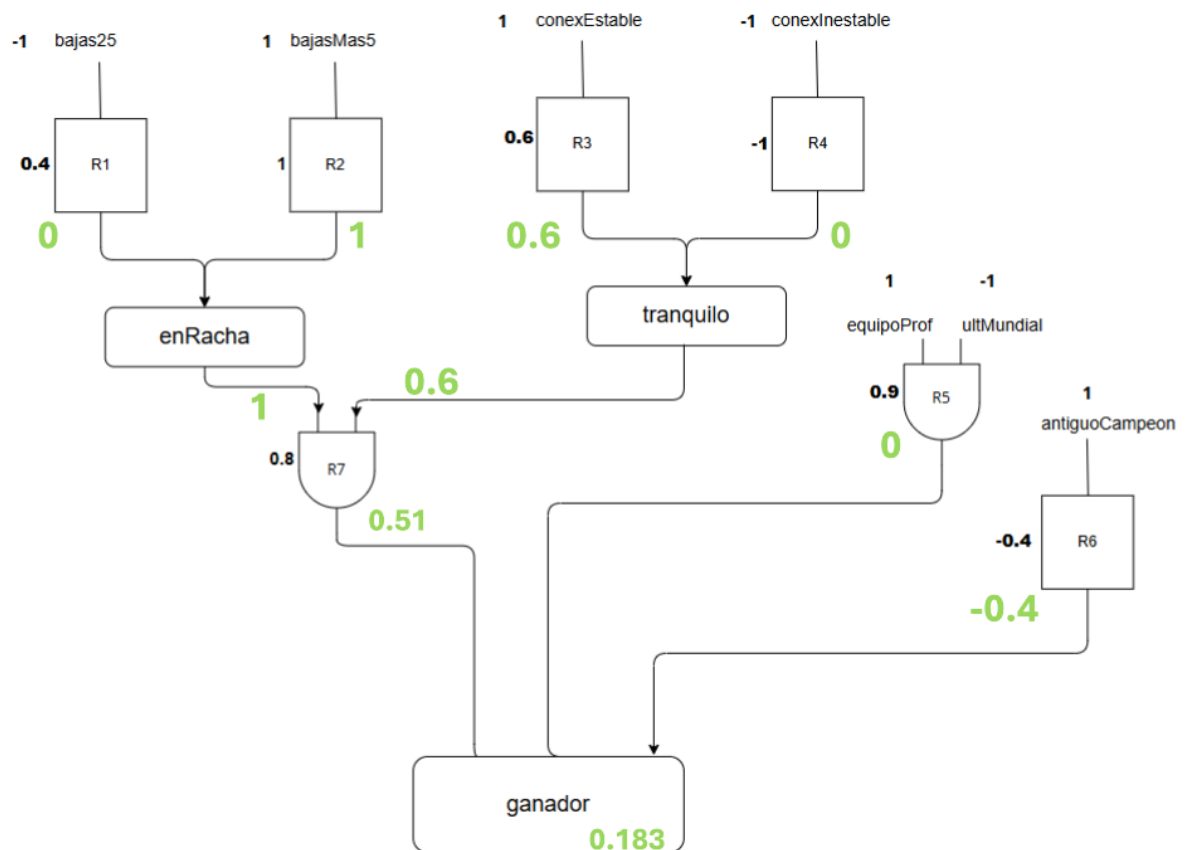 -1 bajas25
1 bajasMas5
1 conexEstable
-1 conexInestable
0.4 R1
1 R2
0.6 R3
-1 R4
0
1
0.6
0
enRacha
tranquilo
1
-1
equipoProf
ultMundial
0.9 R5
0
1
0.6
0.8 R7
0.51
1
antiguoCampeon
-0.4 R6
-0.4
ganador
0.183